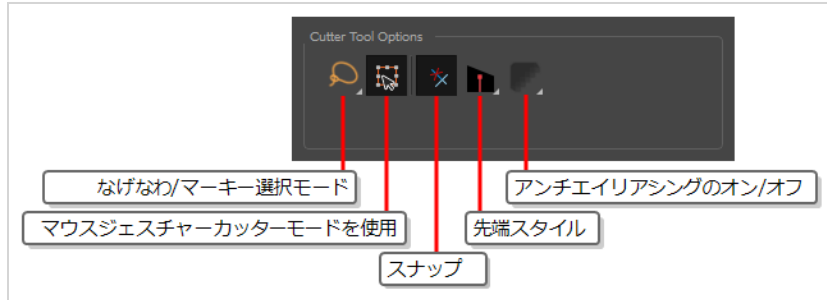 Cutter Tool Options
なげなわ/マーキー選択モード
アンチエイリアシングのオン/オフ
マウスジェスチャーカッターモードを使用
先端スタイル
スナップ